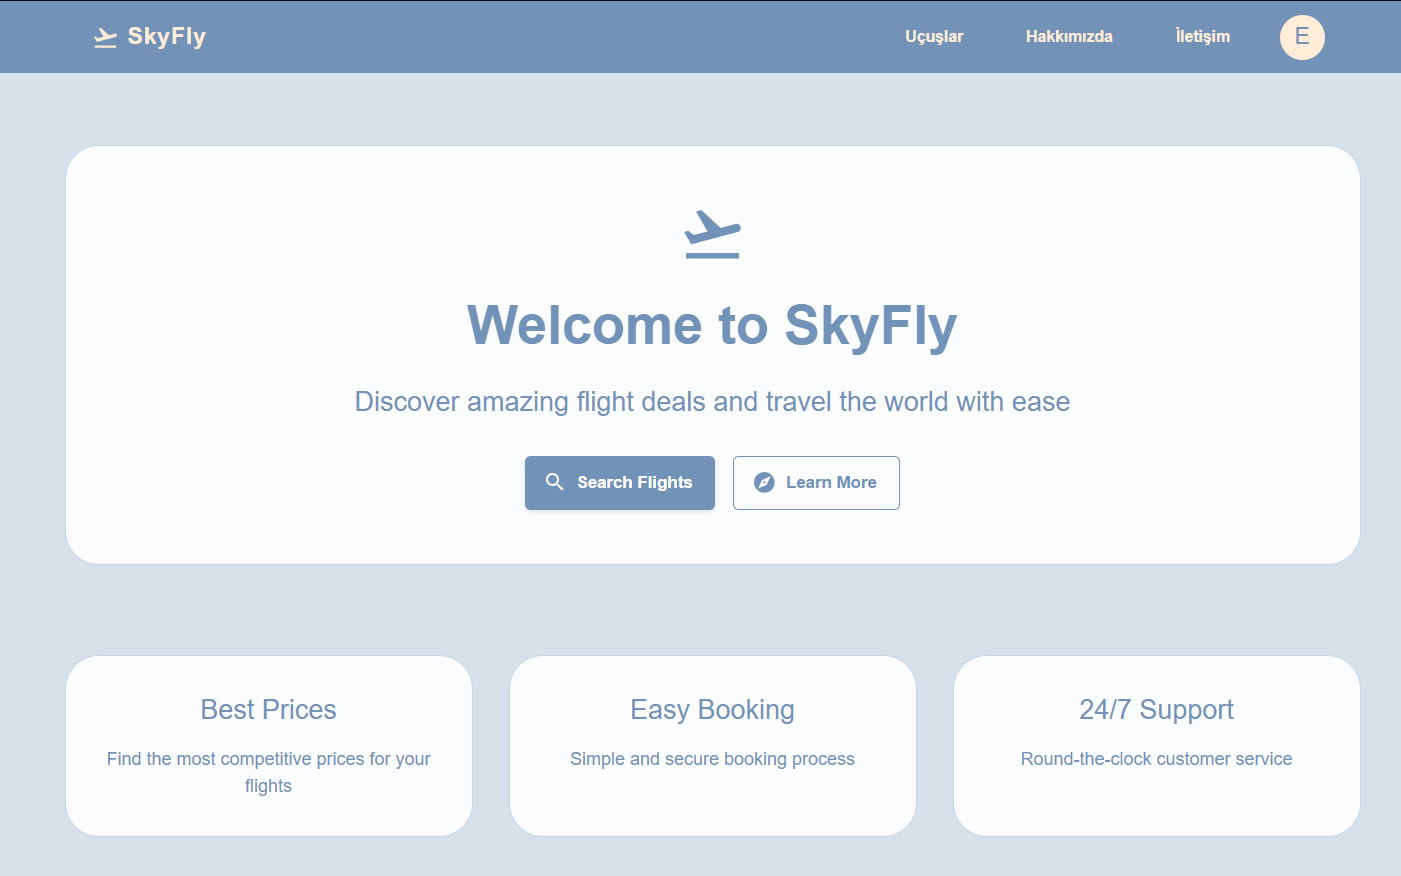 SkyFly
Uçuşlar
Hakkımızda
İletişim
E
Welcome to SkyFly
Discover amazing flight deals and travel the world with ease
Search Flights
Learn More
Best Prices
Find the most competitive prices for your
flights
Easy Booking
Simple and secure booking process
24/7 Support
Round-the-clock customer service